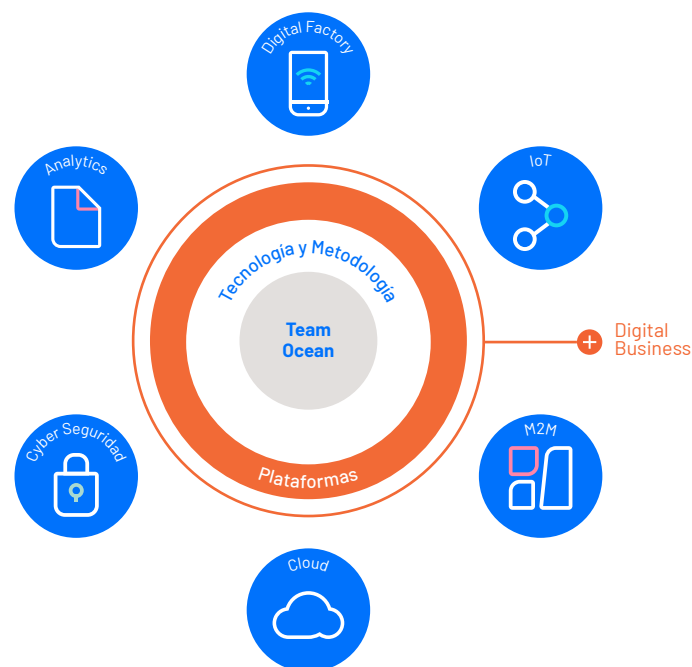 Digital Factory
Analytics
IoT
Tecnología y Metodología
Team
Ocean
Digital
Business
Cyber Seguridad
M2M
Plataformas
Cloud